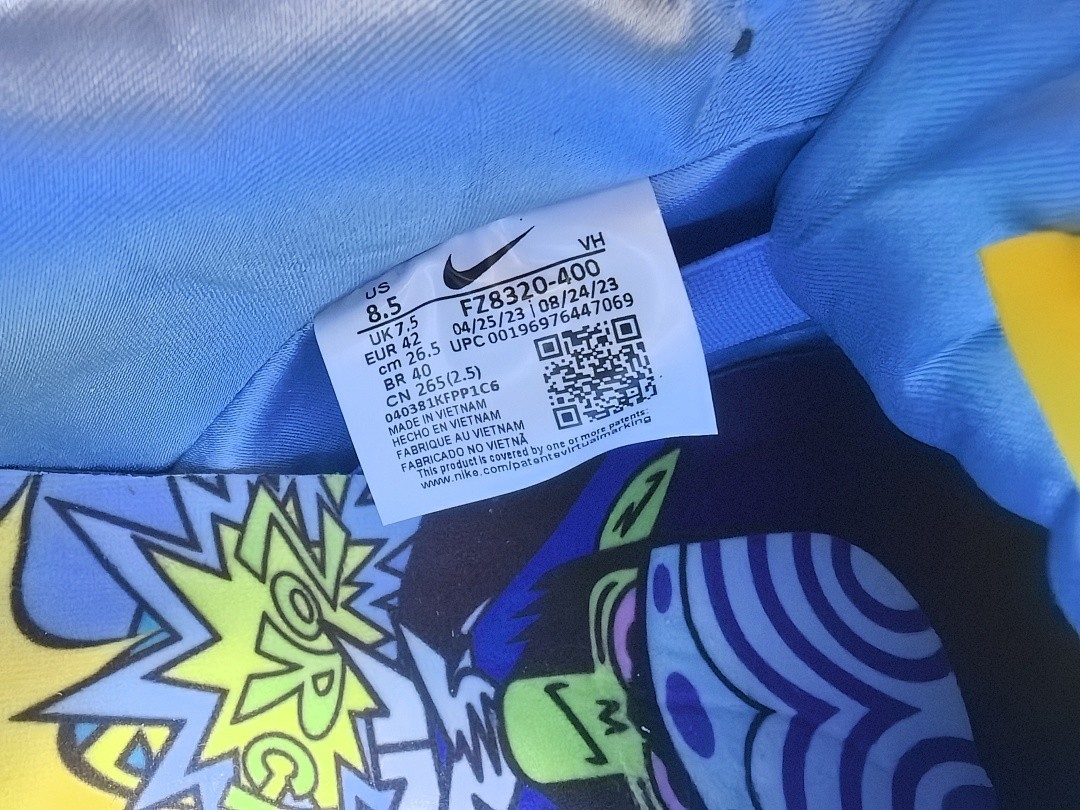 VH
US
8.5 FZ8320-400
UK 7.5 04/25/23 | 08/24/23
EUR 42 UPC 00196976447069
cm 26.5
BR 40
CN 265(2.5)
040381KFPP1C6
MADE IN VIETNAM
HECHO EN VIETNAM
FABRIQUE AU VIETNAM
FABRICADO NO VIETNÃ
This product is covered by one or more patents:
www.nike.com/patentsvirtualmarking